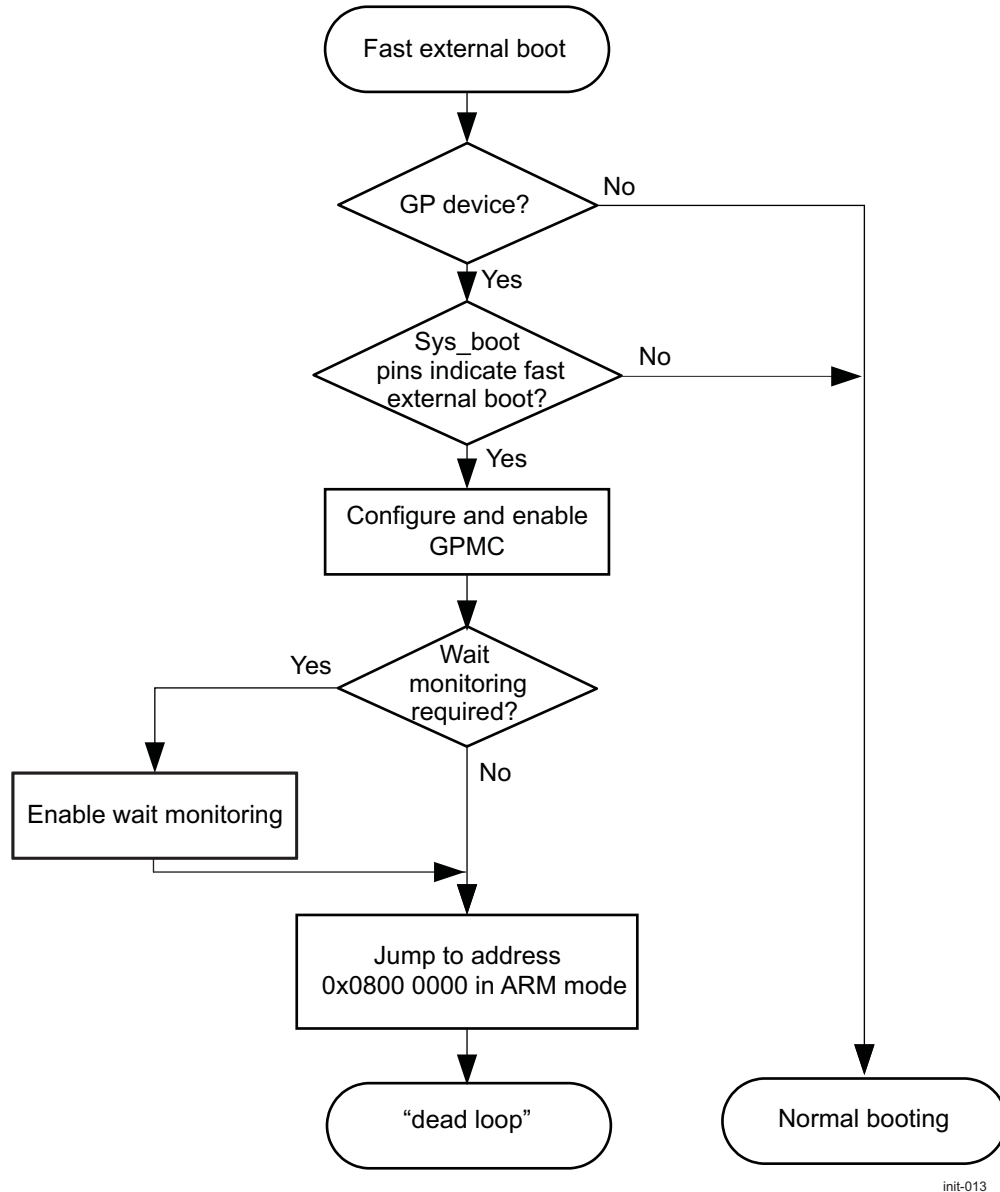 Fast external boot
GP device?
No
Yes
Sys_boot
pins indicate fast
external boot?
No
Yes
Configure and enable
GPMC
Wait
monitoring
required?
Yes
No
Enable wait monitoring
Jump to address
0x0800 0000 in ARM mode
“dead loop”
Normal booting
init-013